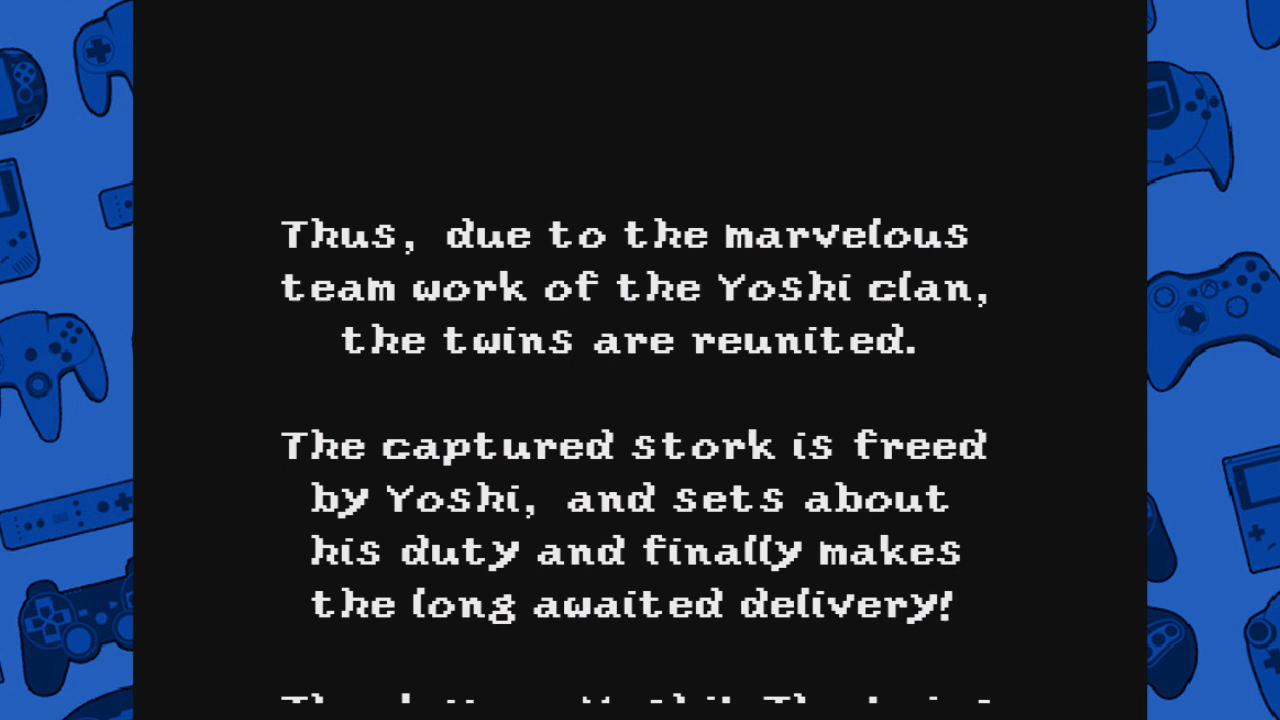 Thus, due to the marvelous
team work of the Yoshi clan,
the twins are reunited.
The captured stork is freed
by Yoshi, and sets about
his duty and finally makes
the long awaited delivery!